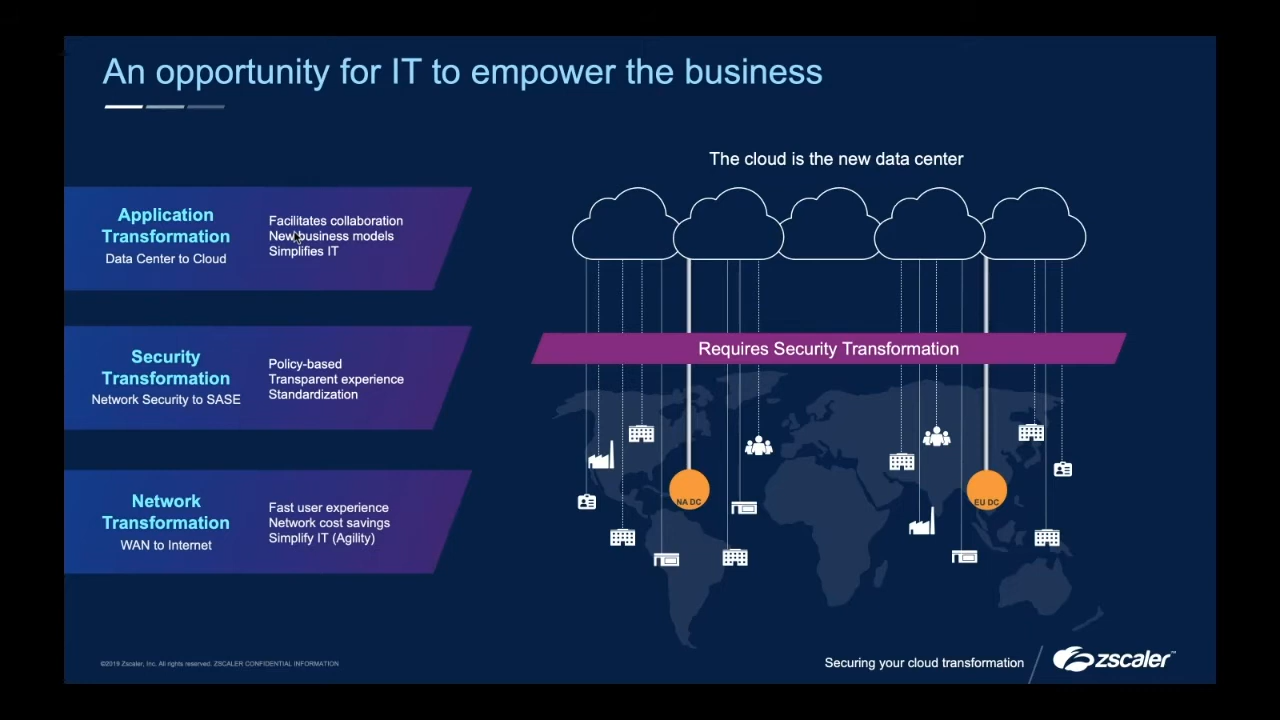 An opportunity for IT to empower the business
The cloud is the new data center
Application
Transformation
Data Center to Cloud
Facilitates collaboration
New business models
Simplifies IT
Requires Security Transformation
Security
Transformation
Network Security to SASE
Policy-based
Transparent experience
Standardization
NA DC
EU DC
Network
Transformation
WAN to Internet
Fast user experience
Network cost savings
Simplify IT (Agility)
©2019 Zscaler, Inc. All rights reserved. ZSCALER CONFIDENTIAL INFORMATION
Securing your cloud transformation
zscaler™